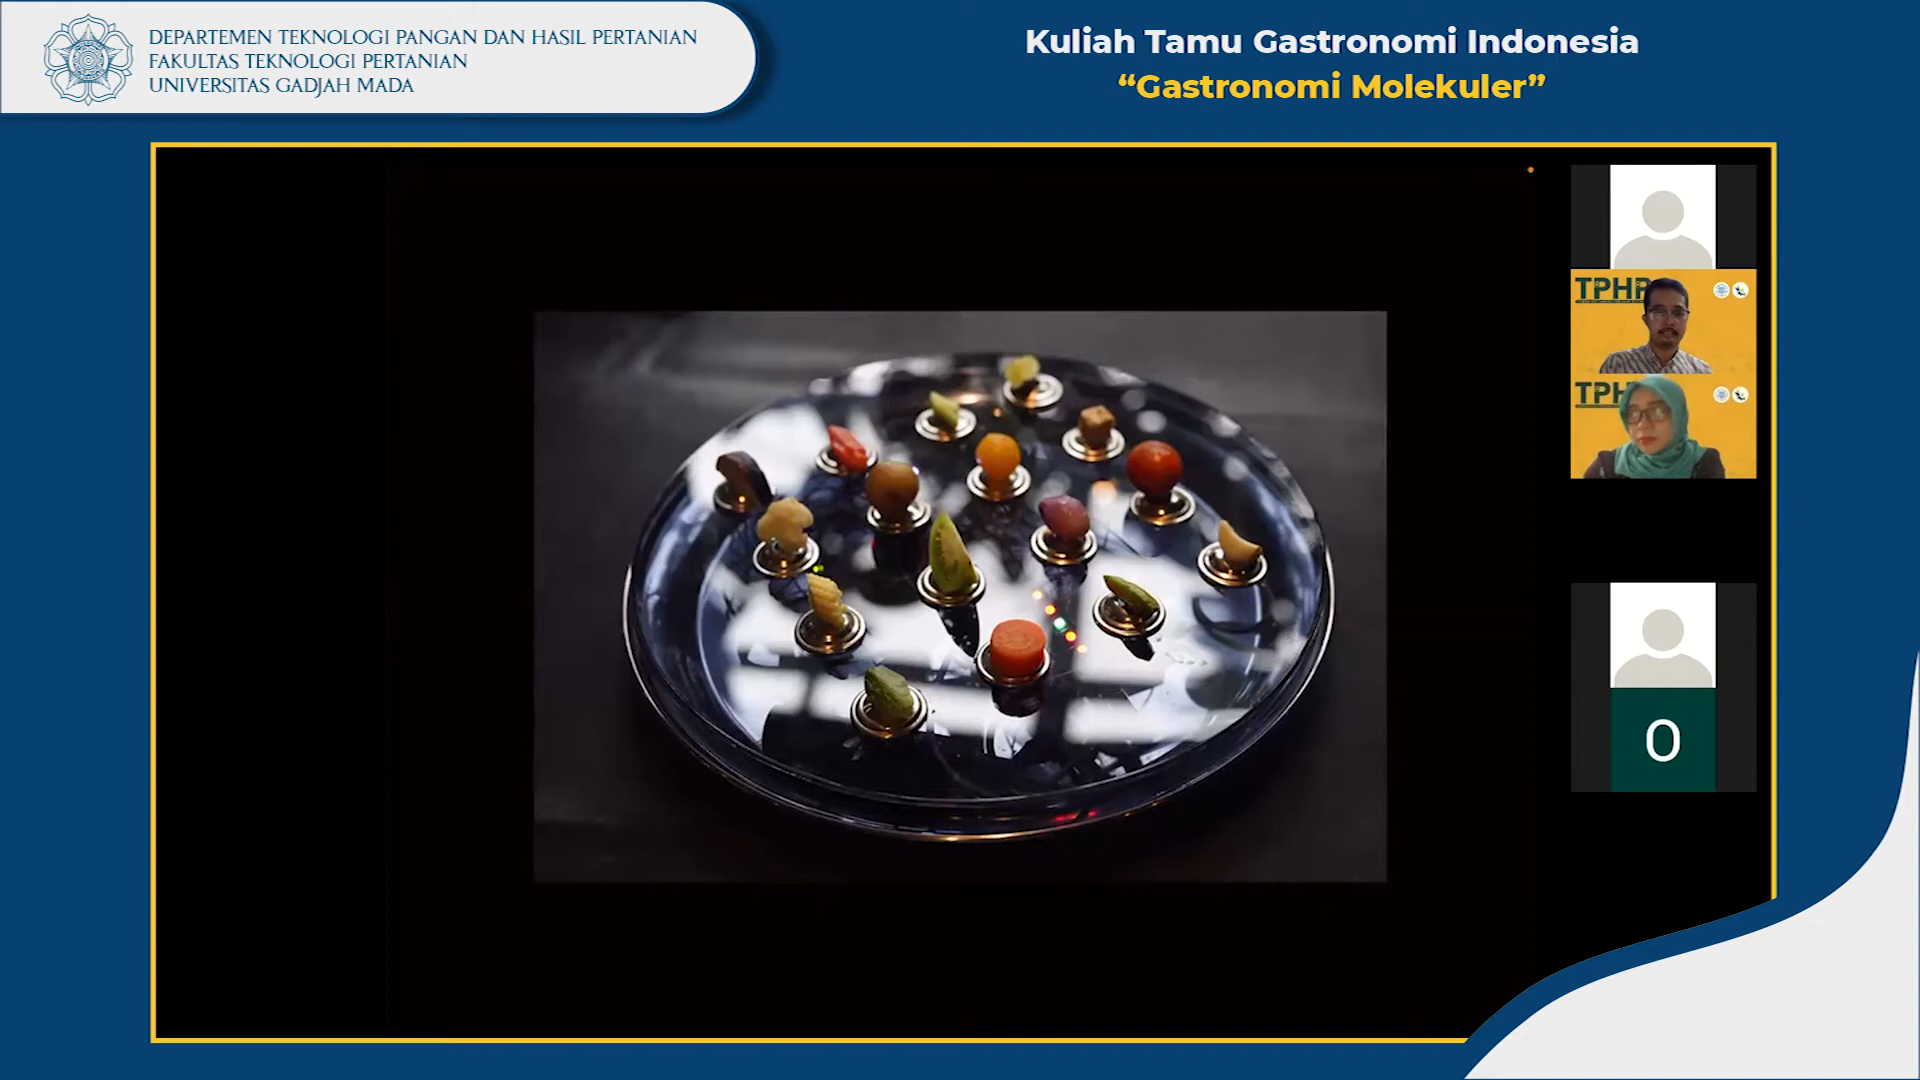 DEPARTEMEN TEKNOLOGI PANGAN DAN HASIL PERTANIAN
FAKULTAS TEKNOLOGI PERTANIAN
UNIVERSITAS GADJAH MADA
Kuliah Tamu Gastronomi Indonesia
“Gastronomi Molekuler”
TPHP
TPH
O